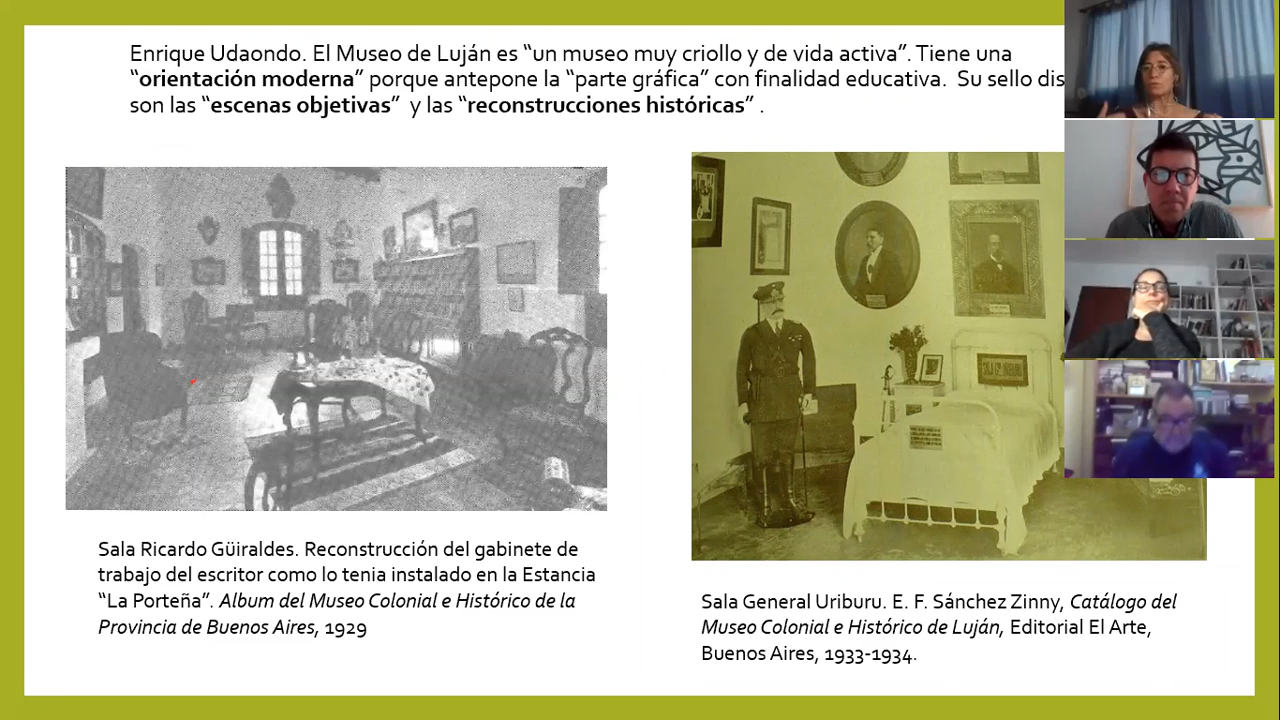 Enrique Udaondo. El Museo de Luján es “un museo muy criollo y de vida activa”. Tiene una
“orientación moderna” porque antepone la “parte gráfica” con finalidad educativa. Su sello dis
son las “escenas objetivas” y las “reconstrucciones históricas” .
Sala Ricardo Güiraldes. Reconstrucción del gabinete de
trabajo del escritor como lo tenia instalado en la Estancia
“La Porteña”. Album del Museo Colonial e Histórico de la
Provincia de Buenos Aires, 1929
Sala General Uriburu. E. F. Sánchez Zinny, Catálogo del
Museo Colonial e Histórico de Luján, Editorial El Arte,
Buenos Aires, 1933-1934.